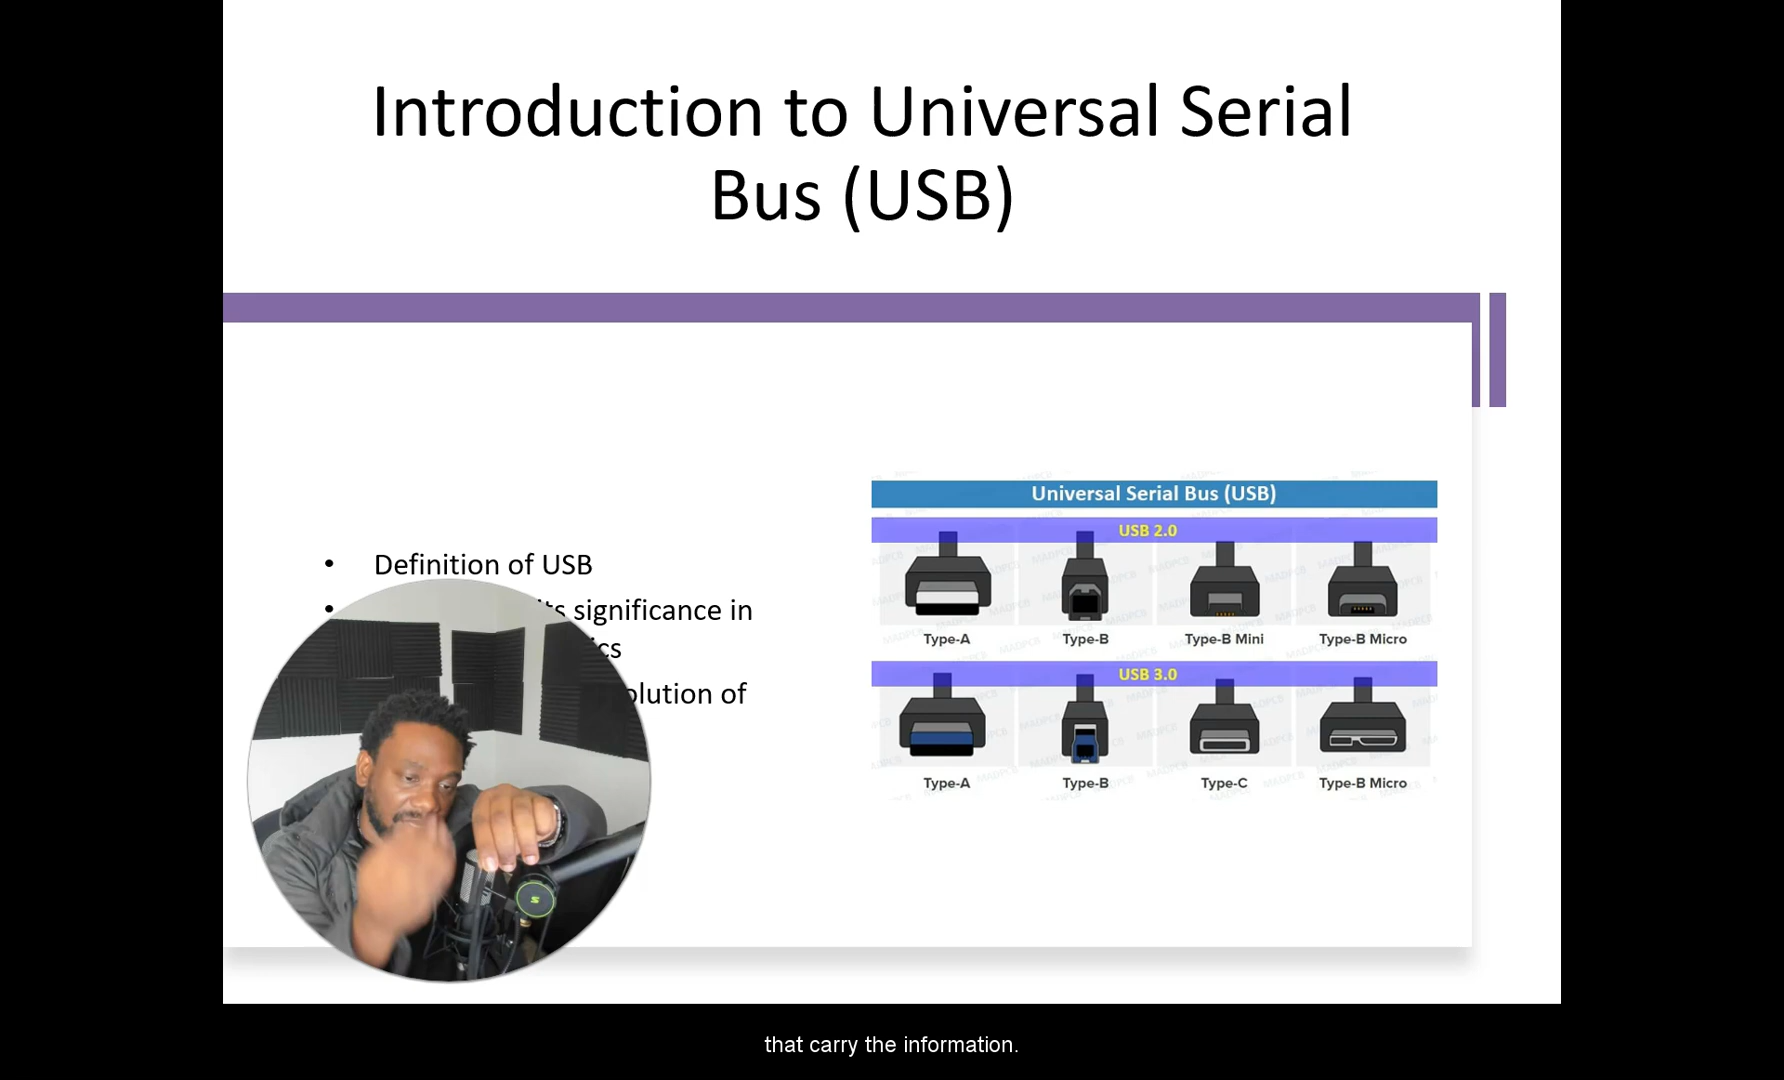 Introduction to Universal Serial
Bus (USB)
• Definition of USB
• significance in
• olution of
Universal Serial Bus (USB)
USB 2.0
Type-A Type-B Type-B Mini Type-B Micro
USB 3.0
Type-A Type-B Type-C Type-B Micro
MADPCB
that carry the information.